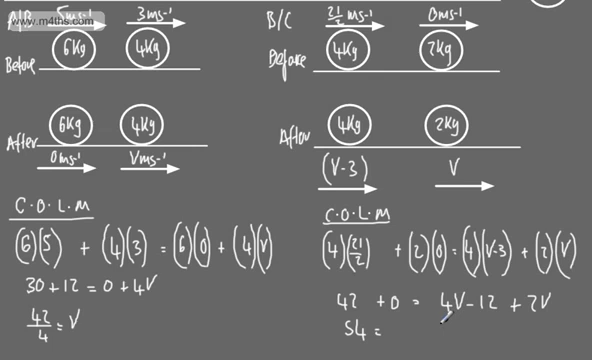 A/B 5ms⁻¹ 3ms⁻¹
www.m4ths.com
6Kg 4Kg
Before
6Kg 4Kg
After
0ms⁻¹ Vms⁻¹
C.O.L.M
(6)(5) + (4)(3) = (6)(0) + (4)(V)
30 + 12 = 0 + 4V
42/4 = V
B/C 21/2 ms⁻¹ 0ms⁻¹
4Kg 2Kg
Before
4Kg 2Kg
After
(V-3) V
C.O.L.M
(4)(21/2) + (2)(0) = (4)(V-3) + (2)(V)
42 + 0 = 4V - 12 + 2V
54 =